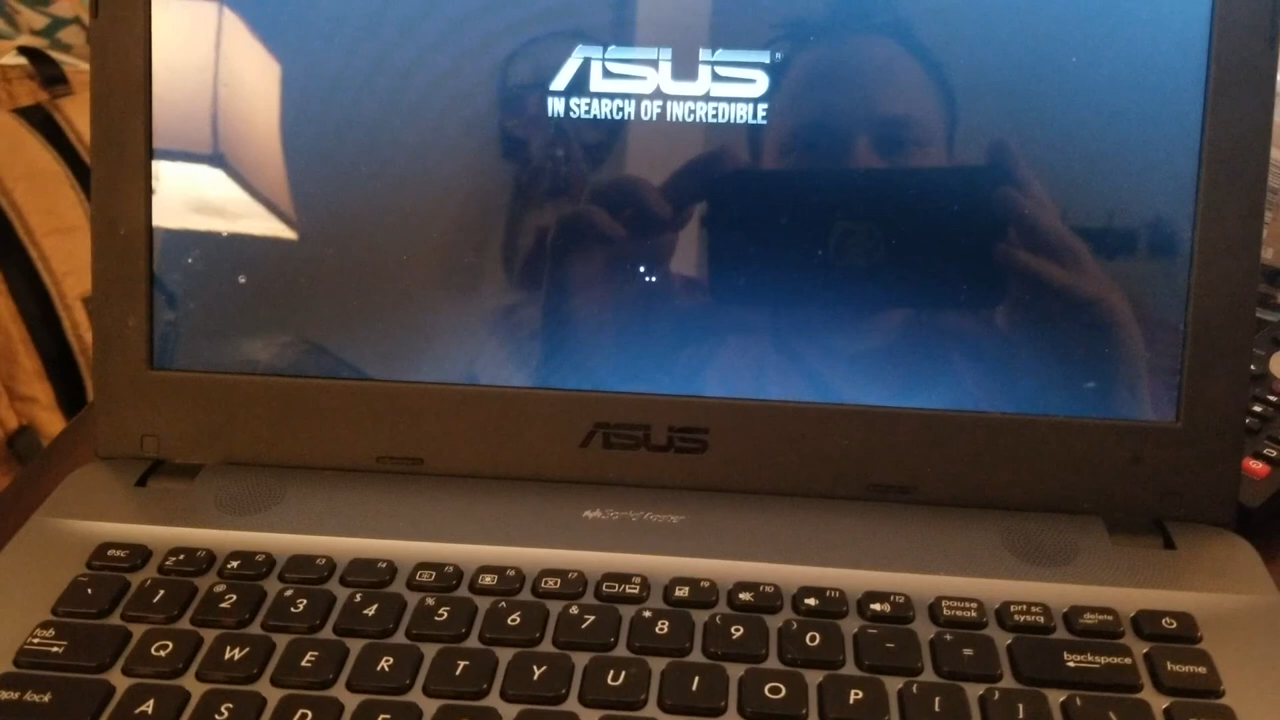 ASUS®
IN SEARCH OF INCREDIBLE
ASUS
esc z f1 f2 f3 f4 f5 f6 f7 f8 f9 f10 f11 f12 pause break prt sc sysrq delete
~ ` 1 @ 2 # 3 $ 4 % 5 ^ 6 & 7 * 8 ( 9 ) 0 _ - + = backspace home
tab Q W E R T Y U I O P { [ } ]
caps lock A S D F